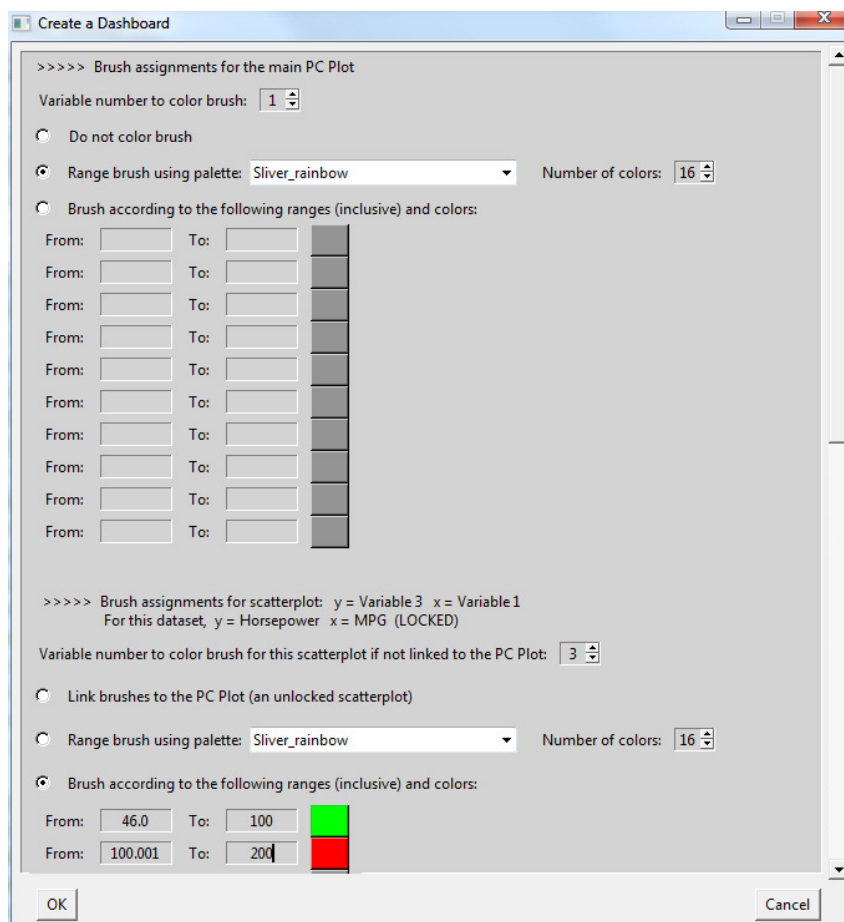 Create a Dashboard
>>>>> Brush assignments for the main PC Plot
Variable number to color brush: 1
Do not color brush
Range brush using palette: Sliver_rainbow Number of colors: 16
Brush according to the following ranges (inclusive) and colors:
From: To:
From: To:
From: To:
From: To:
From: To:
From: To:
From: To:
From: To:
From: To:
From: To:
>>>>> Brush assignments for scatterplot: y = Variable 3 x = Variable 1
For this dataset, y = Horsepower x = MPG (LOCKED)
Variable number to color brush for this scatterplot if not linked to the PC Plot: 3
Link brushes to the PC Plot (an unlocked scatterplot)
Range brush using palette: Sliver_rainbow Number of colors: 16
Brush according to the following ranges (inclusive) and colors:
From: 46.0 To: 100
From: 100.001 To: 200
OK Cancel